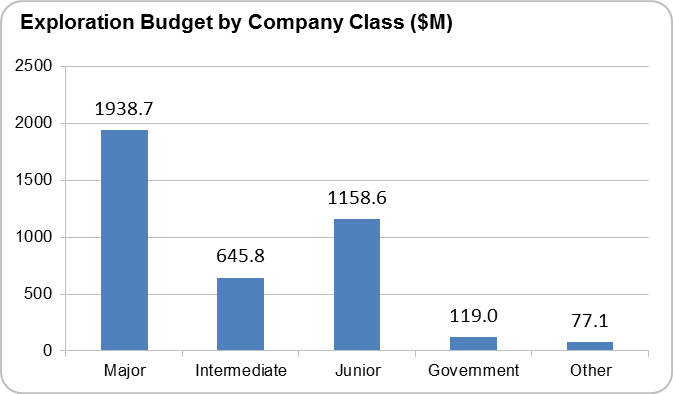 Exploration Budget by Company Class ($M)
2500
2000
1500
1000
500
0
1938.7
645.8
1158.6
119.0
77.1
Major
Intermediate
Junior
Government
Other